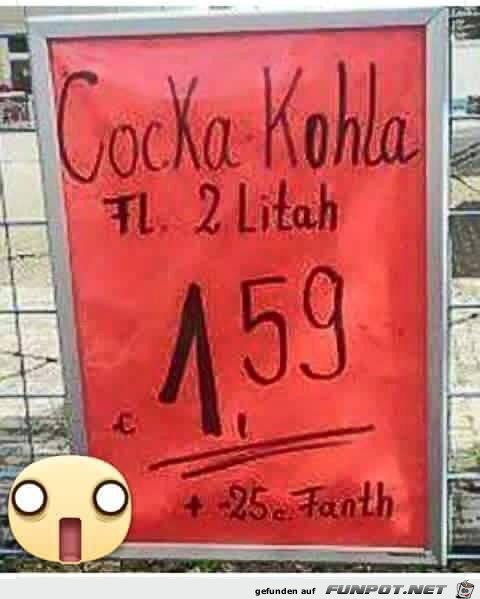 CocKa Kohla
Fl. 2 Litah
€ 1,59
+ -25c. Fanth
gefunden auf FUNPOT.NET